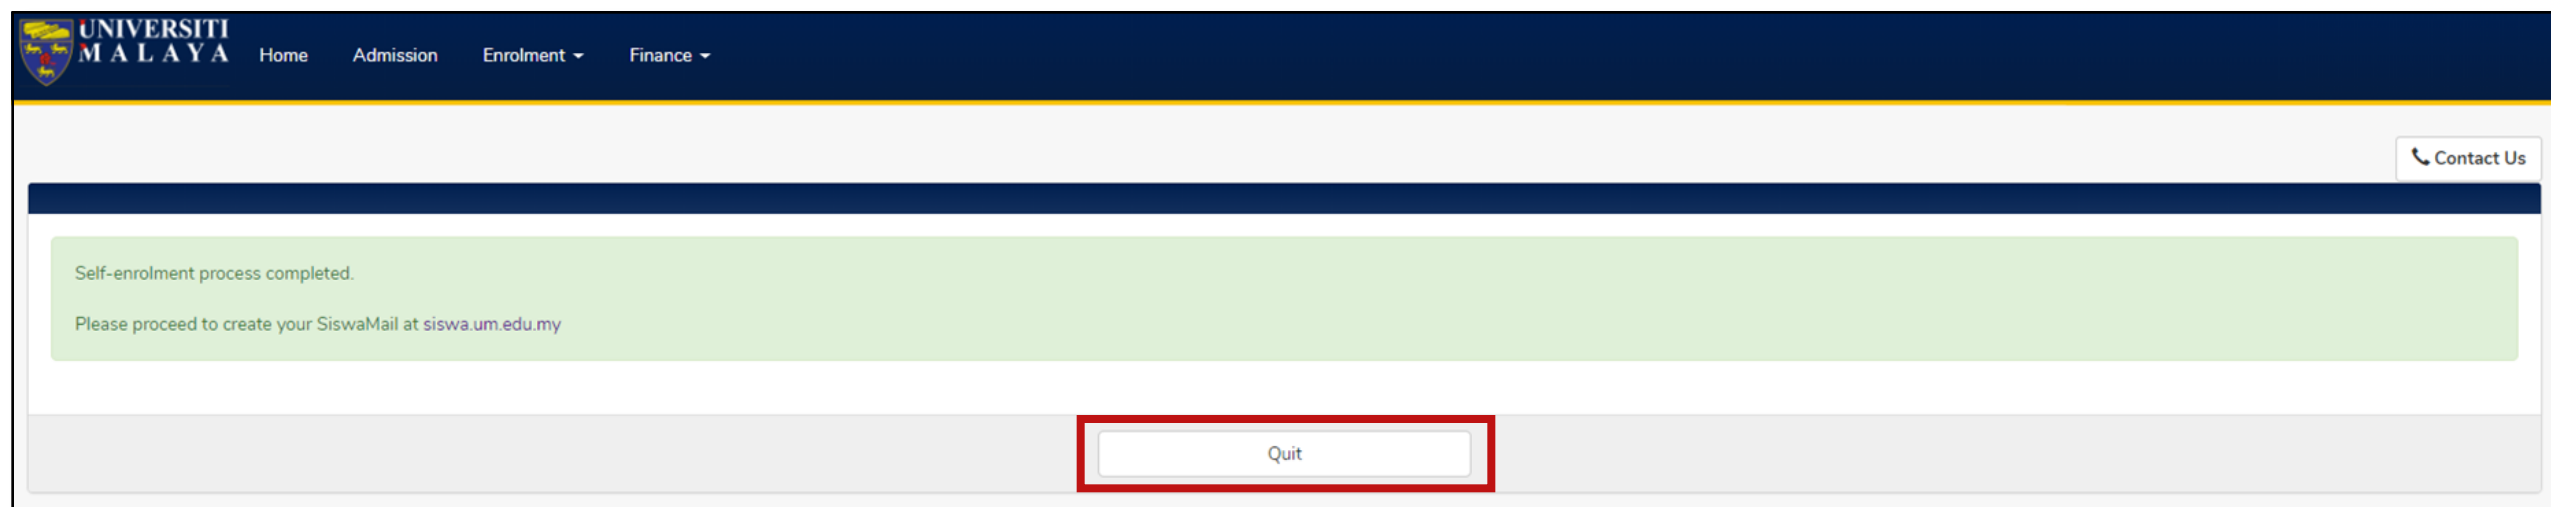 UNIVERSITI
MALAYA
Home Admission Enrolment Finance
Contact Us
Self-enrolment process completed.
Please proceed to create your SiswaMail at siswa.um.edu.my
Quit